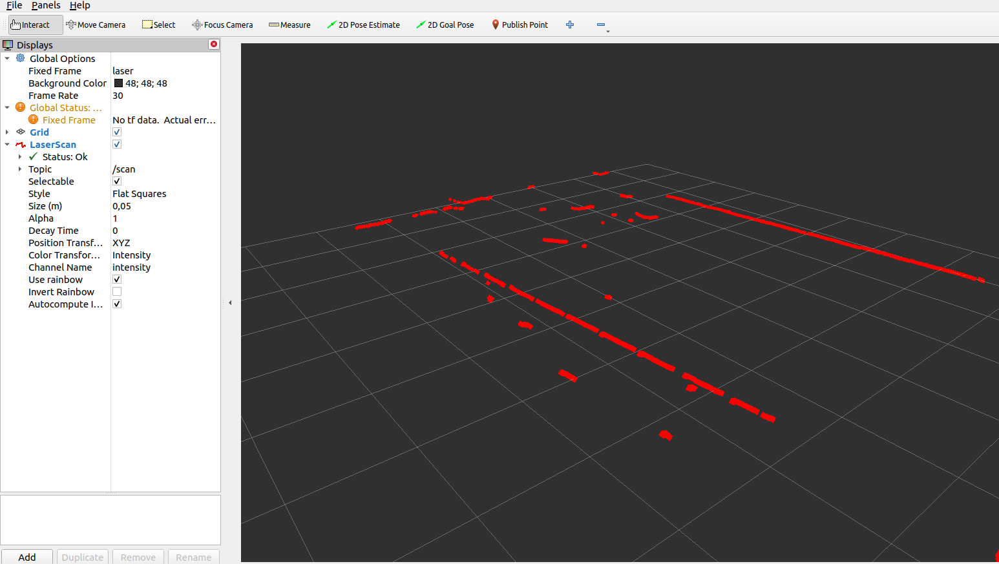 File Panels Help
Interact Move Camera Select Focus Camera Measure 2D Pose Estimate 2D Goal Pose Publish Point
Displays
Global Options
Fixed Frame laser
Background Color 48; 48; 48
Frame Rate 30
Global Status: ...
Fixed Frame No tf data. Actual err...
Grid
LaserScan
Status: Ok
Topic /scan
Selectable
Style Flat Squares
Size (m) 0,05
Alpha 1
Decay Time 0
Position Transf... XYZ
Color Transfor... Intensity
Channel Name intensity
Use rainbow
Invert Rainbow
Autocompute I...
Add Duplicate Remove Rename